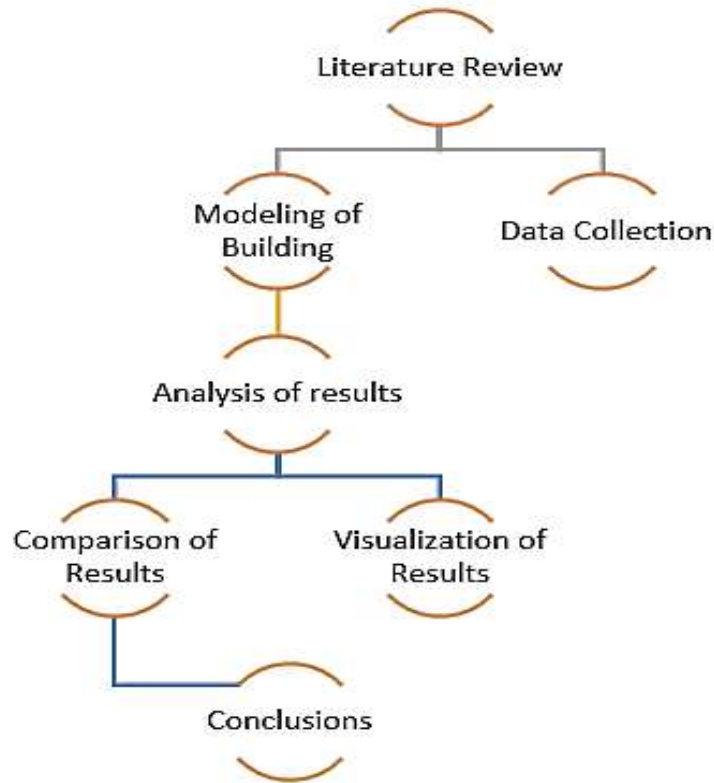 Literature Review
Modeling of
Building
Data Collection
Analysis of results
Comparison of
Results
Visualization of
Results
Conclusions